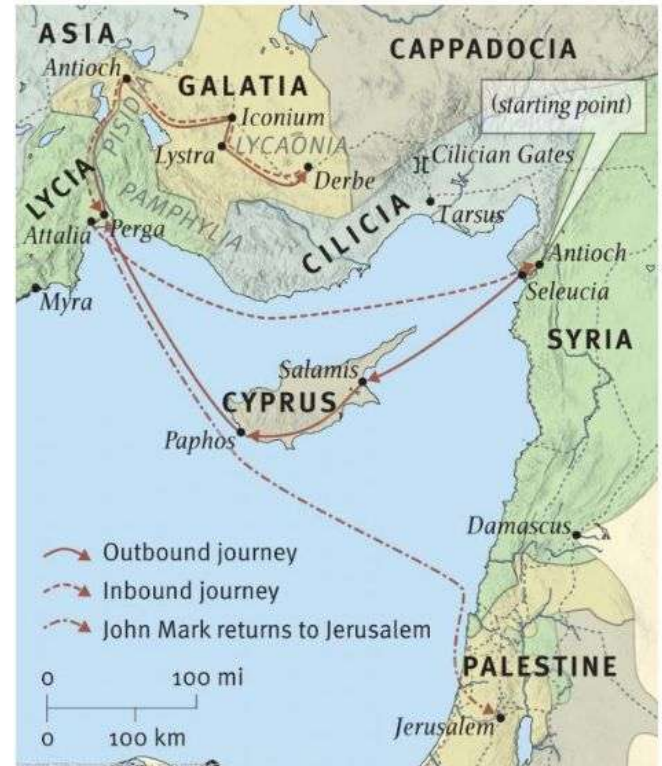 ASIA
CAPPADOCIA
Antioch
GALATIA
(starting point)
Iconium
PISIDIA
LYCAONIA
Lystra
Cilician Gates
Derbe
LYCIA
PAMPHYLIA
CILICIA
Tarsus
Attalia
Perga
Antioch
Seleucia
Myra
SYRIA
Salamis
CYPRUS
Paphos
Damascus
Outbound journey
Inbound journey
John Mark returns to Jerusalem
0 100 mi
PALESTINE
Jerusalem
0 100 km